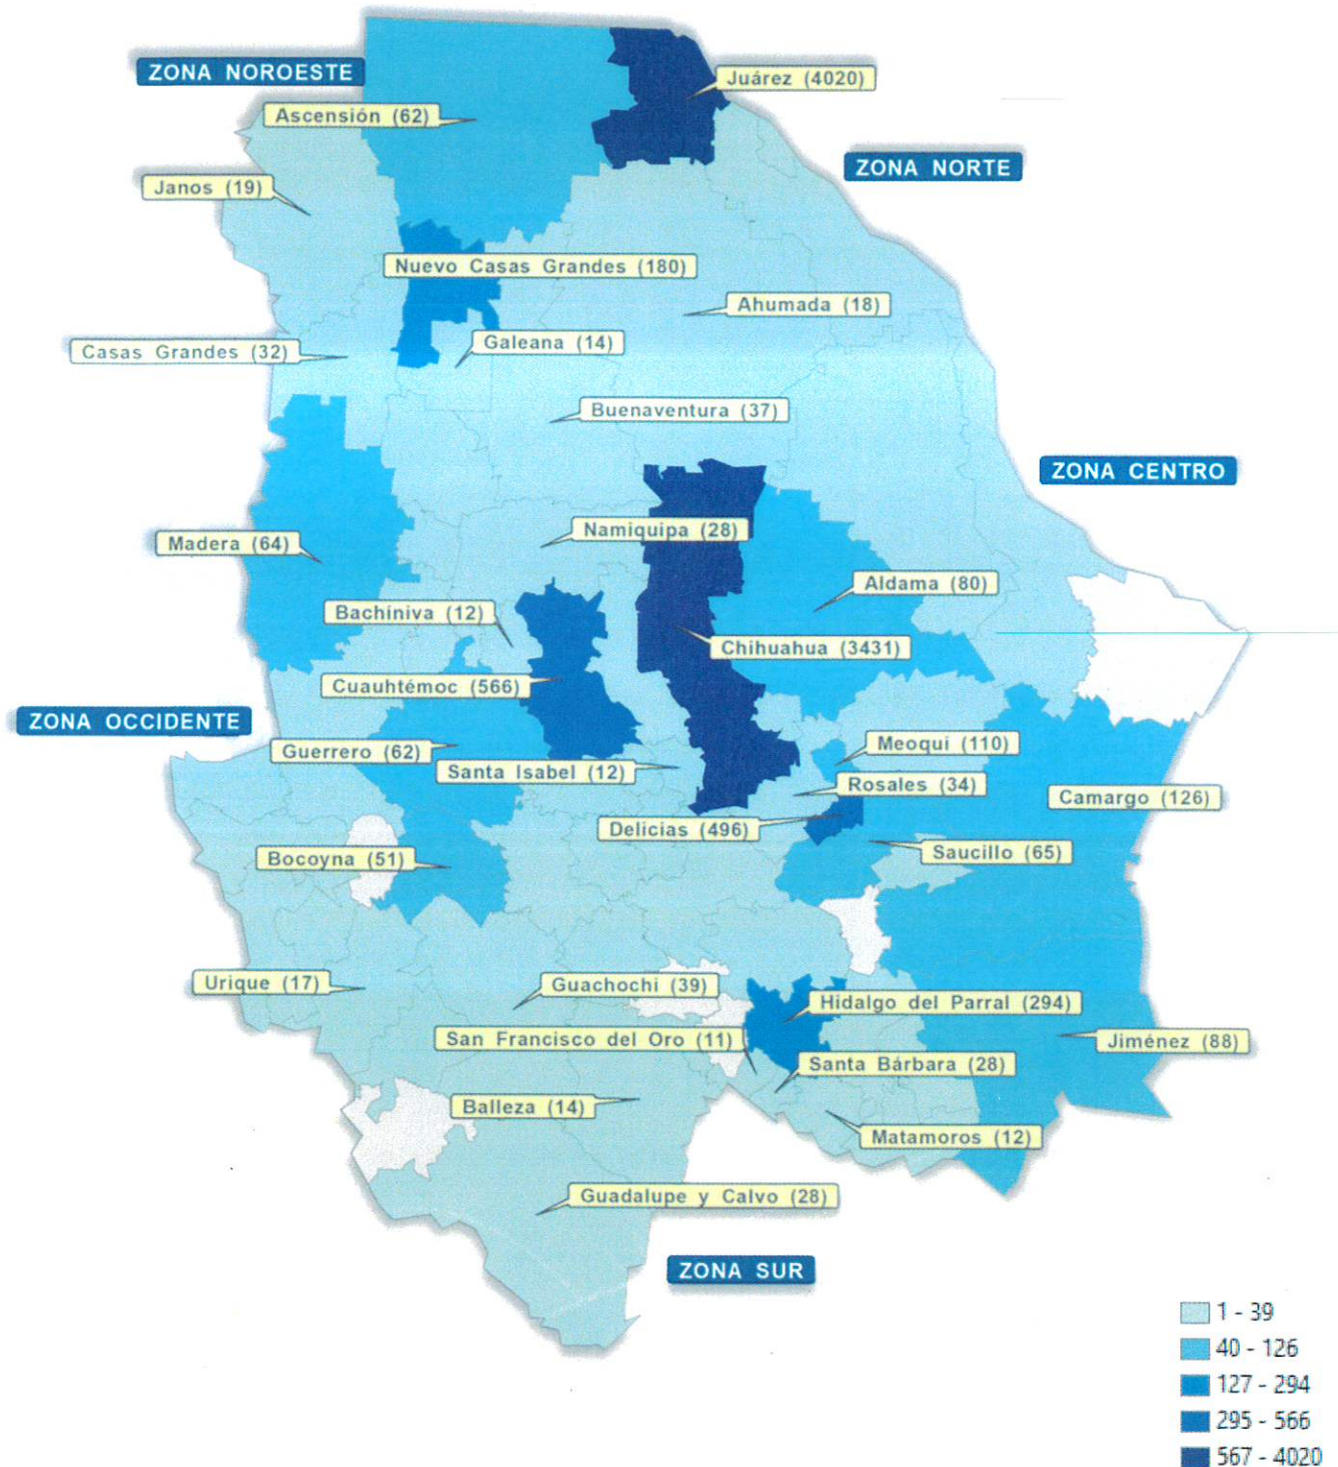 ZONA NOROESTE
Juárez (4020)
Ascensión (62)
ZONA NORTE
Janos (19)
Nuevo Casas Grandes (180)
Ahumada (18)
Casas Grandes (32)
Galeana (14)
Buenaventura (37)
ZONA CENTRO
Namiquipa (28)
Madera (64)
Aldama (80)
Bachiniva (12)
Chihuahua (3431)
Cuauhtémoc (566)
ZONA OCCIDENTE
Guerrero (62)
Meoqui (110)
Santa Isabel (12)
Rosales (34)
Camargo (126)
Delicias (496)
Saucillo (65)
Bocoyna (51)
Urique (17)
Guachochi (39)
Hidalgo del Parral (294)
San Francisco del Oro (11)
Jiménez (88)
Santa Bárbara (28)
Balleza (14)
Matamoros (12)
Guadalupe y Calvo (28)
ZONA SUR
1 - 39
40 - 126
127 - 294
295 - 566
567 - 4020